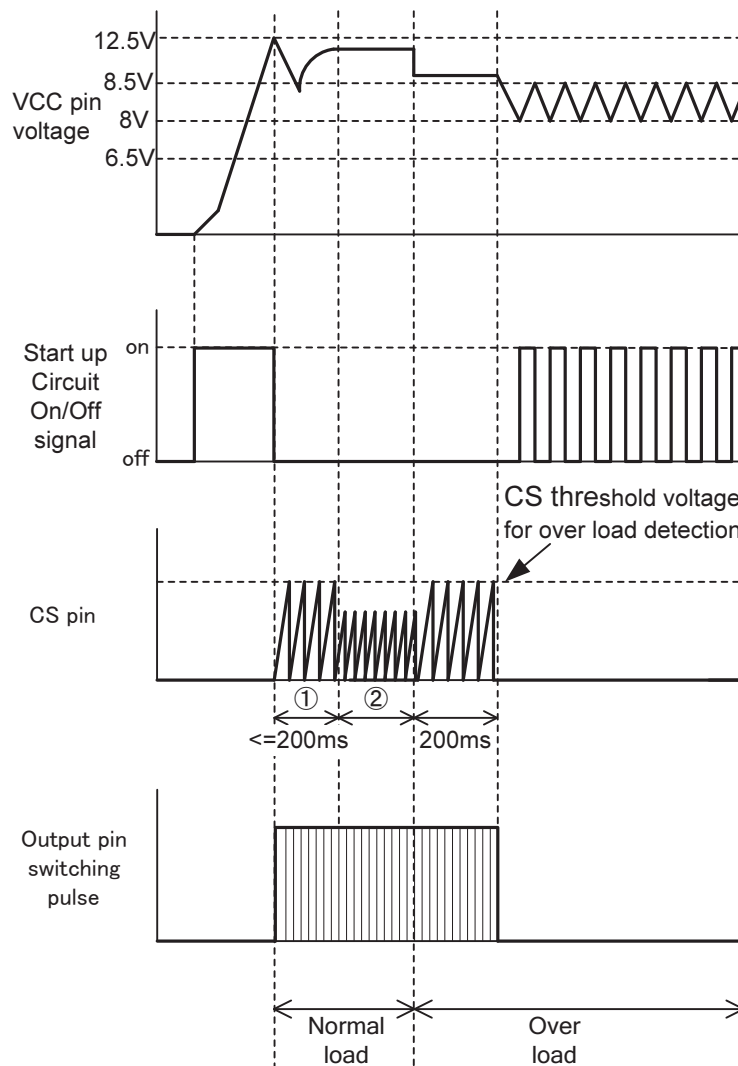 12.5V
8.5V
VCC pin
voltage
8V
6.5V
Start up
Circuit
On/Off
signal
on
off
CS threshold voltage
for over load detection
CS pin
① ②
<=200ms 200ms
Output pin
switching
pulse
Normal
load
Over
load